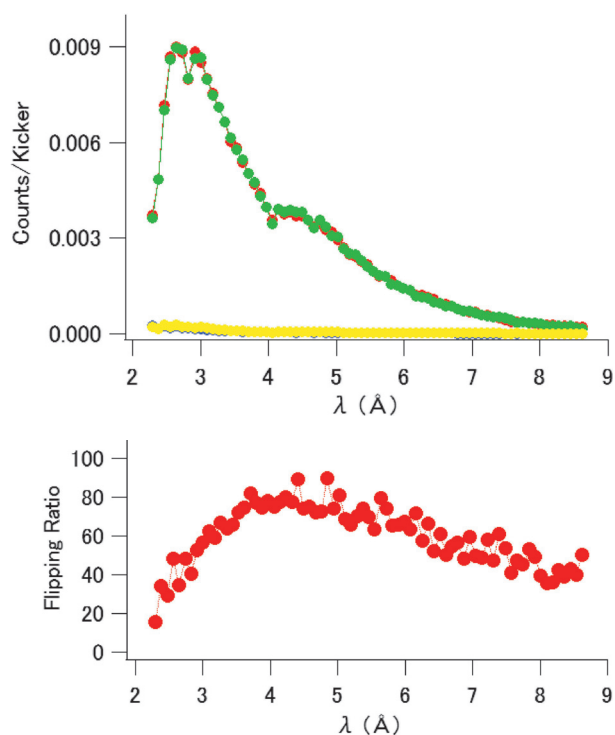 0.009
0.006
0.003
0.000
Counts/Kicker
2 3 4 5 6 7 8 9
λ (Å)
100
80
60
40
20
0
Flipping Ratio
2 3 4 5 6 7 8 9
λ (Å)